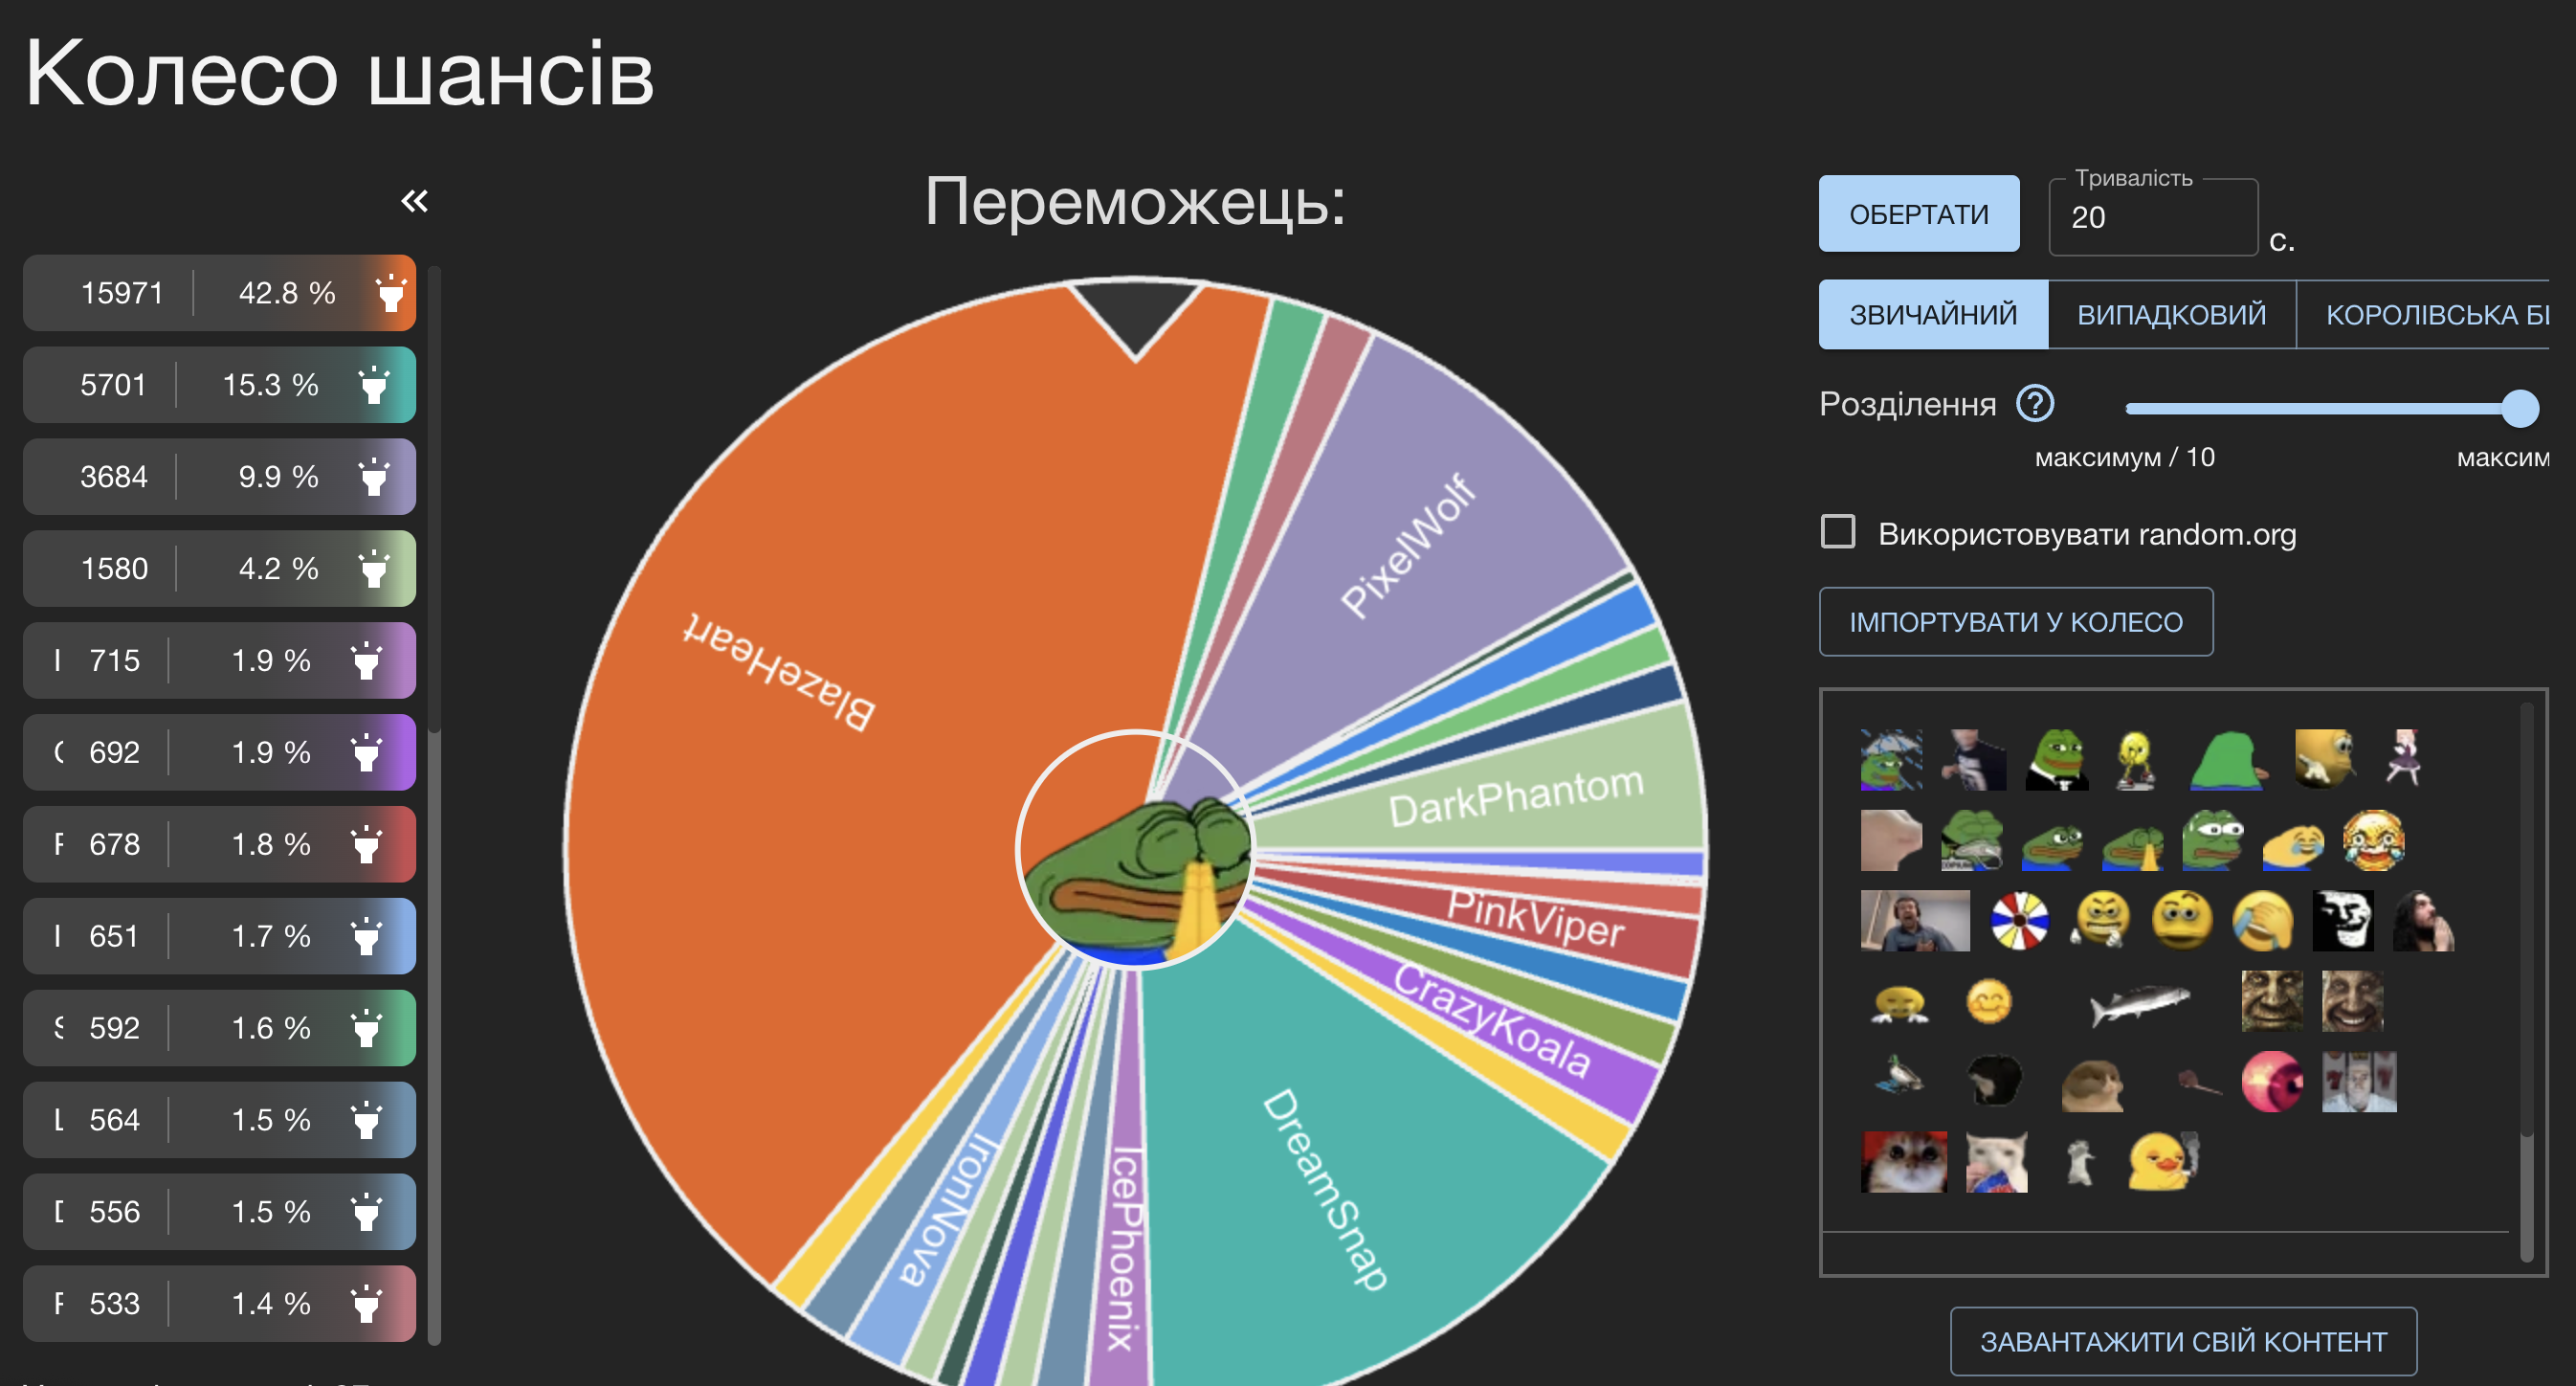 Колесо шансів
Переможець:
15971 42.8 %
5701 15.3 %
3684 9.9 %
1580 4.2 %
715 1.9 %
692 1.9 %
678 1.8 %
651 1.7 %
592 1.6 %
564 1.5 %
556 1.5 %
533 1.4 %
BlazeHeart
PixelWolf
DarkPhantom
PinkViper
CrazyKoala
DreamSnap
IcePhoenix
IronNova
ОБЕРТАТИ
Тривалість
20
с.
ЗВИЧАЙНИЙ
ВИПАДКОВИЙ
КОРОЛІВСЬКА
Розділення
?
максимум / 10
максим
Використовувати random.org
ІМПОРТУВАТИ У КОЛЕСО
ЗАВАНТАЖИТИ СВІЙ КОНТЕНТ